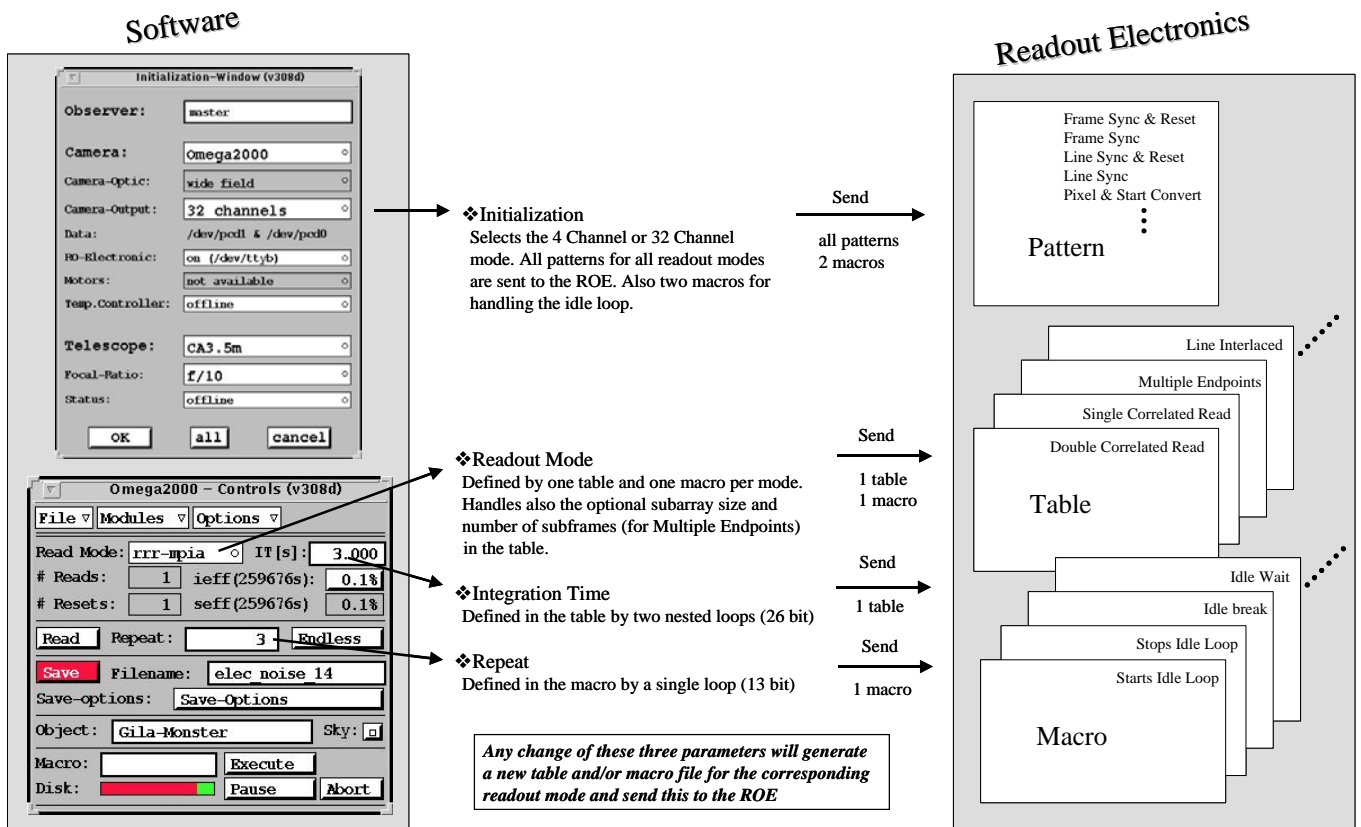 Software
Initialization-Window (v308d)
Observer: master
Camera: Omega2000
Camera-Optic: wide field
Camera-Output: 32 channels
Data: /dev/pcd1 & /dev/pcd0
RO-Electronic: on (/dev/ttyb)
Motors: not available
Temp.Controller: offline
Telescope: CA3.5m
Focal-Ratio: f/10
Status: offline
OK all cancel
Omega2000 - Controls (v308d)
File Modules Options
Read Mode: rrr-mpia IT[s]: 3.000
# Reads: 1 ieff(259676s): 0.1%
# Resets: 1 seff(259676s) 0.1%
Read Repeat: 3 Endless
Save Filename: elec_noise_14
Save-options: Save-Options
Object: Gila-Monster Sky:
Macro: Execute
Disk: Pause Abort
❖Initialization
Selects the 4 Channel or 32 Channel
mode. All patterns for all readout modes
are sent to the ROE. Also two macros for
handling the idle loop.
Send
all patterns
2 macros
❖Readout Mode
Defined by one table and one macro per mode.
Handles also the optional subarray size and
number of subframes (for Multiple Endpoints)
in the table.
Send
1 table
1 macro
❖Integration Time
Defined in the table by two nested loops (26 bit)
Send
1 table
❖Repeat
Defined in the macro by a single loop (13 bit)
Send
1 macro
Any change of these three parameters will generate
a new table and/or macro file for the corresponding
readout mode and send this to the ROE
Readout Electronics
Frame Sync & Reset
Frame Sync
Line Sync & Reset
Line Sync
Pixel & Start Convert
Pattern
Line Interlaced
Multiple Endpoints
Single Correlated Read
Double Correlated Read
Table
Idle Wait
Idle break
Stops Idle Loop
Starts Idle Loop
Macro